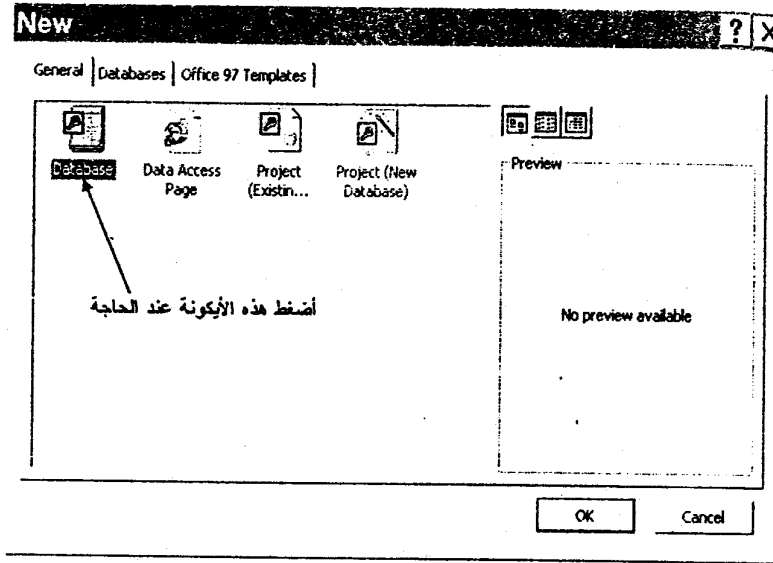 New
? X
General Databases Office 97 Templates
Database
Data Access Page
Project (Existin...
Project (New Database)
Preview
أضغط هذه الأيكونة عند الحاجة
No preview available
OK Cancel